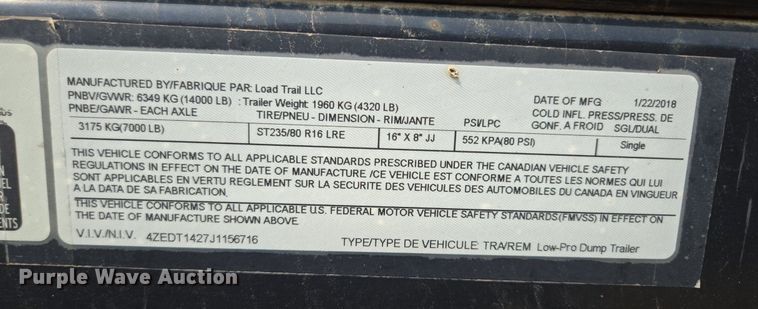 MANUFACTURED BY/FABRIQUE PAR: Load Trail LLC
PNBV/GVWR: 6349 KG (14000 LB) : Trailer Weight: 1960 KG (4320 LB)
DATE OF MFG 1/22/2018
PNBE/GAWR - EACH AXLE TIRE/PNEU - DIMENSION - RIM/JANTE PSI/LPC COLD INFL. PRESS/PRESS. DE
GONF. A FROID SGL/DUAL
3175 KG(7000 LB) ST235/80 R16 LRE 16" X 8" JJ 552 KPA(80 PSI) Single
THIS VEHICLE CONFORMS TO ALL APPLICABLE STANDARDS PRESCRIBED UNDER THE CANADIAN VEHICLE SAFETY
REGULATIONS IN EFFECT ON THE DATE OF MANUFACTURE /CE VEHICLE EST CONFORME A TOUTES LES NORMES QUI LUI
SONT APPLICABLES EN VERTU REGLEMENT SUR LA SECURITE DES VEHICULES DES AUTOMOBILES DU CANADA EN VINGUEUR
A LA DATA DE SA FABRICATION.
THIS VEHICLE CONFORMS TO ALL APPLICABLE U.S. FEDERAL MOTOR VEHICLE SAFETY STANDARDS(FMVSS) IN EFFECT ON
THE DATE OF MANUFACTURE SHOWN ABOVE.
V.I.V./N.I.V. 4ZEDT1427J1156716 TYPE/TYPE DE VEHICULE: TRA/REM Low-Pro Dump Trailer
Purple Wave Auction